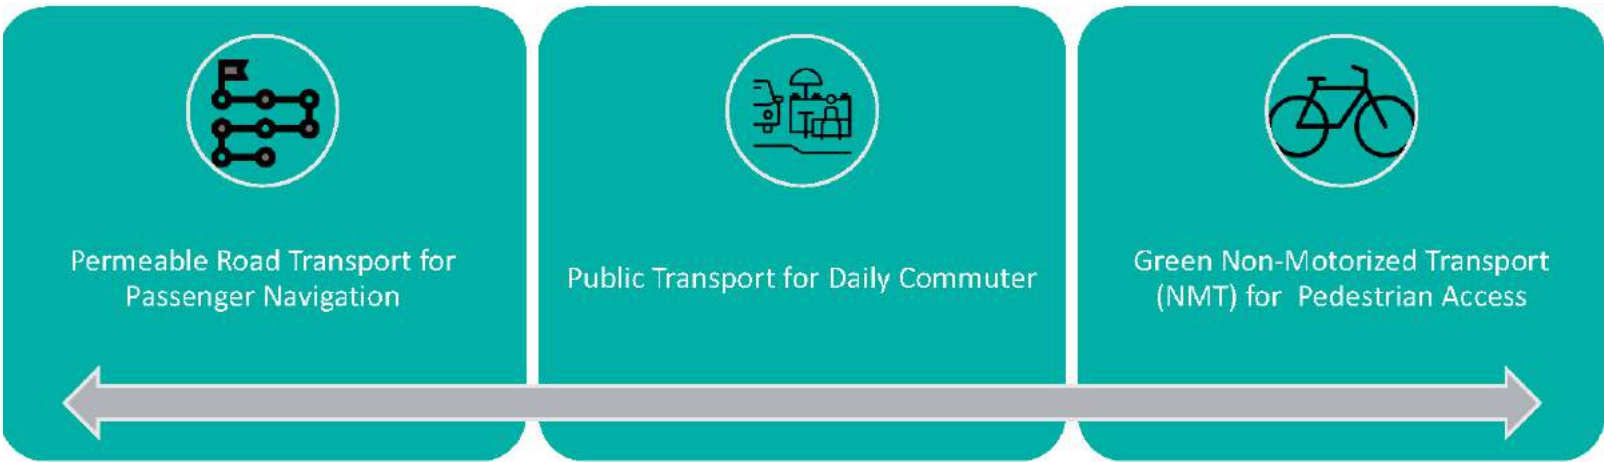 Permeable Road Transport for
Passenger Navigation
Public Transport for Daily Commuter
Green Non-Motorized Transport
(NMT) for Pedestrian Access